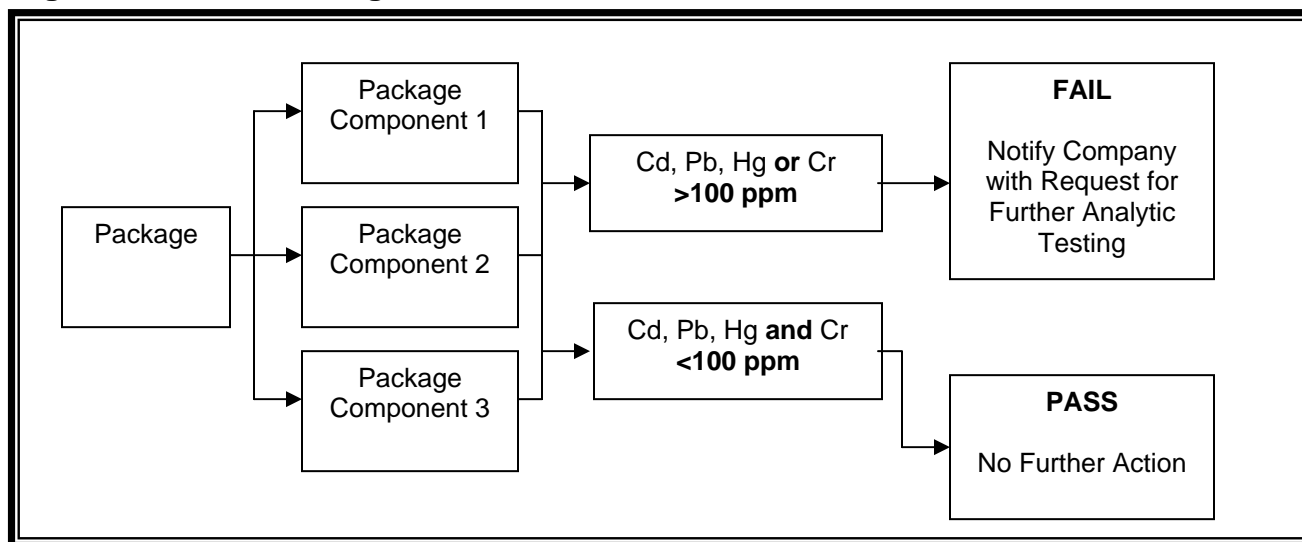 Package
Package
Component 1
Package
Component 2
Package
Component 3
Cd, Pb, Hg or Cr
>100 ppm
Cd, Pb, Hg and Cr
<100 ppm
FAIL
Notify Company
with Request for
Further Analytic
Testing
PASS
No Further Action